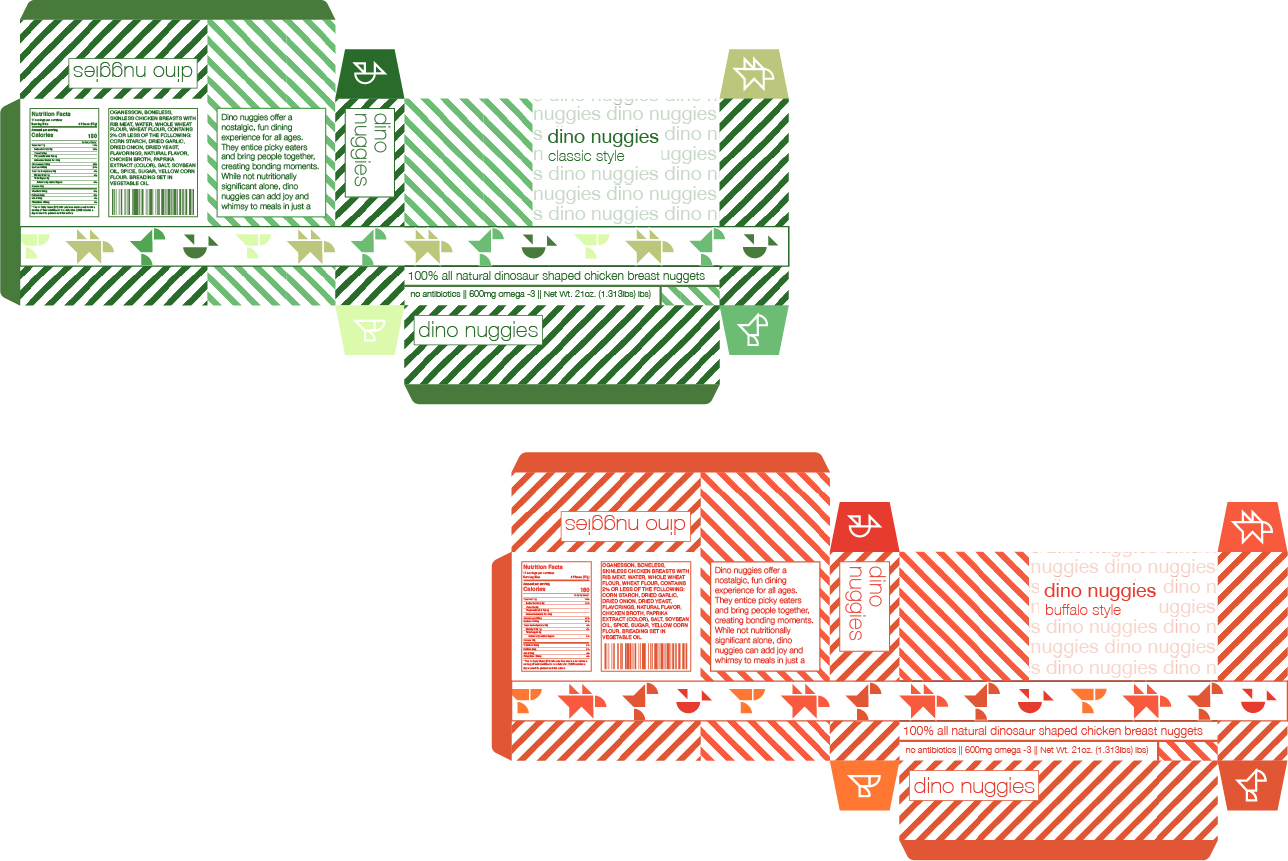 dino nuggies
Nutrition Facts
Calories 180
OGANESSON, BONELESS,
SKINLESS CHICKEN BREASTS WITH
RIB MEAT, WATER, WHOLE WHEAT
FLOUR, WHEAT FLOUR, CONTAINS
2% OR LESS OF THE FOLLOWING:
CORN STARCH, DRIED GARLIC,
DRIED ONION, DRIED YEAST,
FLAVORINGS, NATURAL FLAVOR,
CHICKEN BROTH, PAPRIKA
EXTRACT (COLOR), SALT, SOYBEAN
OIL, SPICE, SUGAR, YELLOW CORN
FLOUR. BREADING SET IN
VEGETABLE OIL.
Dino nuggies offer a
nostalgic, fun dining
experience for all ages.
They entice picky eaters
and bring people together,
creating bonding moments.
While not nutritionally
significant alone, dino
nuggies can add joy and
whimsy to meals in just a
dino
nuggies
s dino nuggies dino n
nuggies dino nuggies
dino nuggies dino n
classic style uggies
s dino nuggies dino n
nuggies dino nuggies
s dino nuggies dino n
100% all natural dinosaur shaped chicken breast nuggets
no antibiotics || 600mg omega -3 || Net Wt. 21oz. (1.313lbs) lbs)
dino nuggies
dino nuggies
Nutrition Facts
Calories 180
OGANESSON, BONELESS,
SKINLESS CHICKEN BREASTS WITH
RIB MEAT, WATER, WHOLE WHEAT
FLOUR, WHEAT FLOUR, CONTAINS
2% OR LESS OF THE FOLLOWING:
CORN STARCH, DRIED GARLIC,
DRIED ONION, DRIED YEAST,
FLAVORINGS, NATURAL FLAVOR,
CHICKEN BROTH, PAPRIKA
EXTRACT (COLOR), SALT, SOYBEAN
OIL, SPICE, SUGAR, YELLOW CORN
FLOUR. BREADING SET IN
VEGETABLE OIL.
Dino nuggies offer a
nostalgic, fun dining
experience for all ages.
They entice picky eaters
and bring people together,
creating bonding moments.
While not nutritionally
significant alone, dino
nuggies can add joy and
whimsy to meals in just a
dino
nuggies
s dino nuggies dino n
nuggies dino nuggies
dino nuggies dino n
buffalo style uggies
s dino nuggies dino n
nuggies dino nuggies
s dino nuggies dino n
100% all natural dinosaur shaped chicken breast nuggets
no antibiotics || 600mg omega -3 || Net Wt. 21oz. (1.313lbs) lbs)
dino nuggies